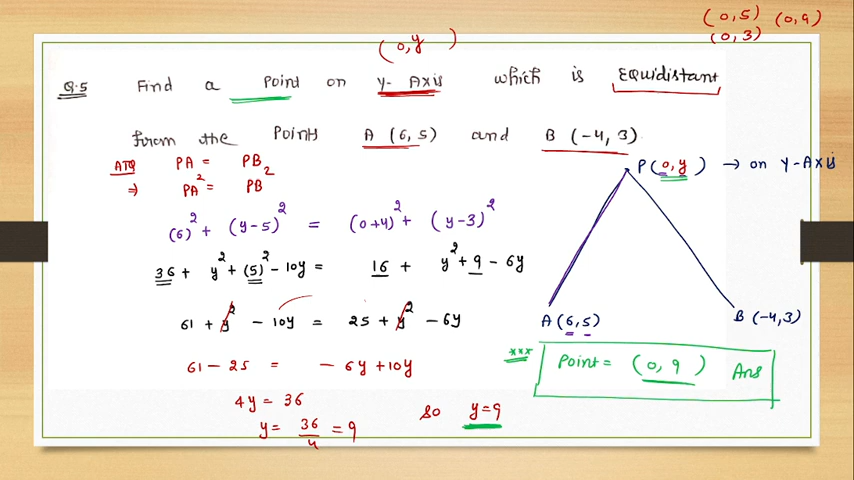 (0,5) (0,9)
(0,3)
(0,y)
Q.5 Find a Point on Y-Axis which is Equidistant
from the Point A (6,5) and B (-4,3).
ATQ PA = PB
⇒ PA² = PB²
P(0,y) → on Y-Axis
(6)² + (y-5)² = (0+4)² + (y-3)²
36 + y² + (5)² - 10y = 16 + y² + 9 - 6y
61 + y² - 10y = 25 + y² - 6y
A (6,5) B (-4,3)
61 - 25 = - 6y + 10y
*** Point = (0,9) Ans
4y = 36
y = 36/4 = 9 So y=9